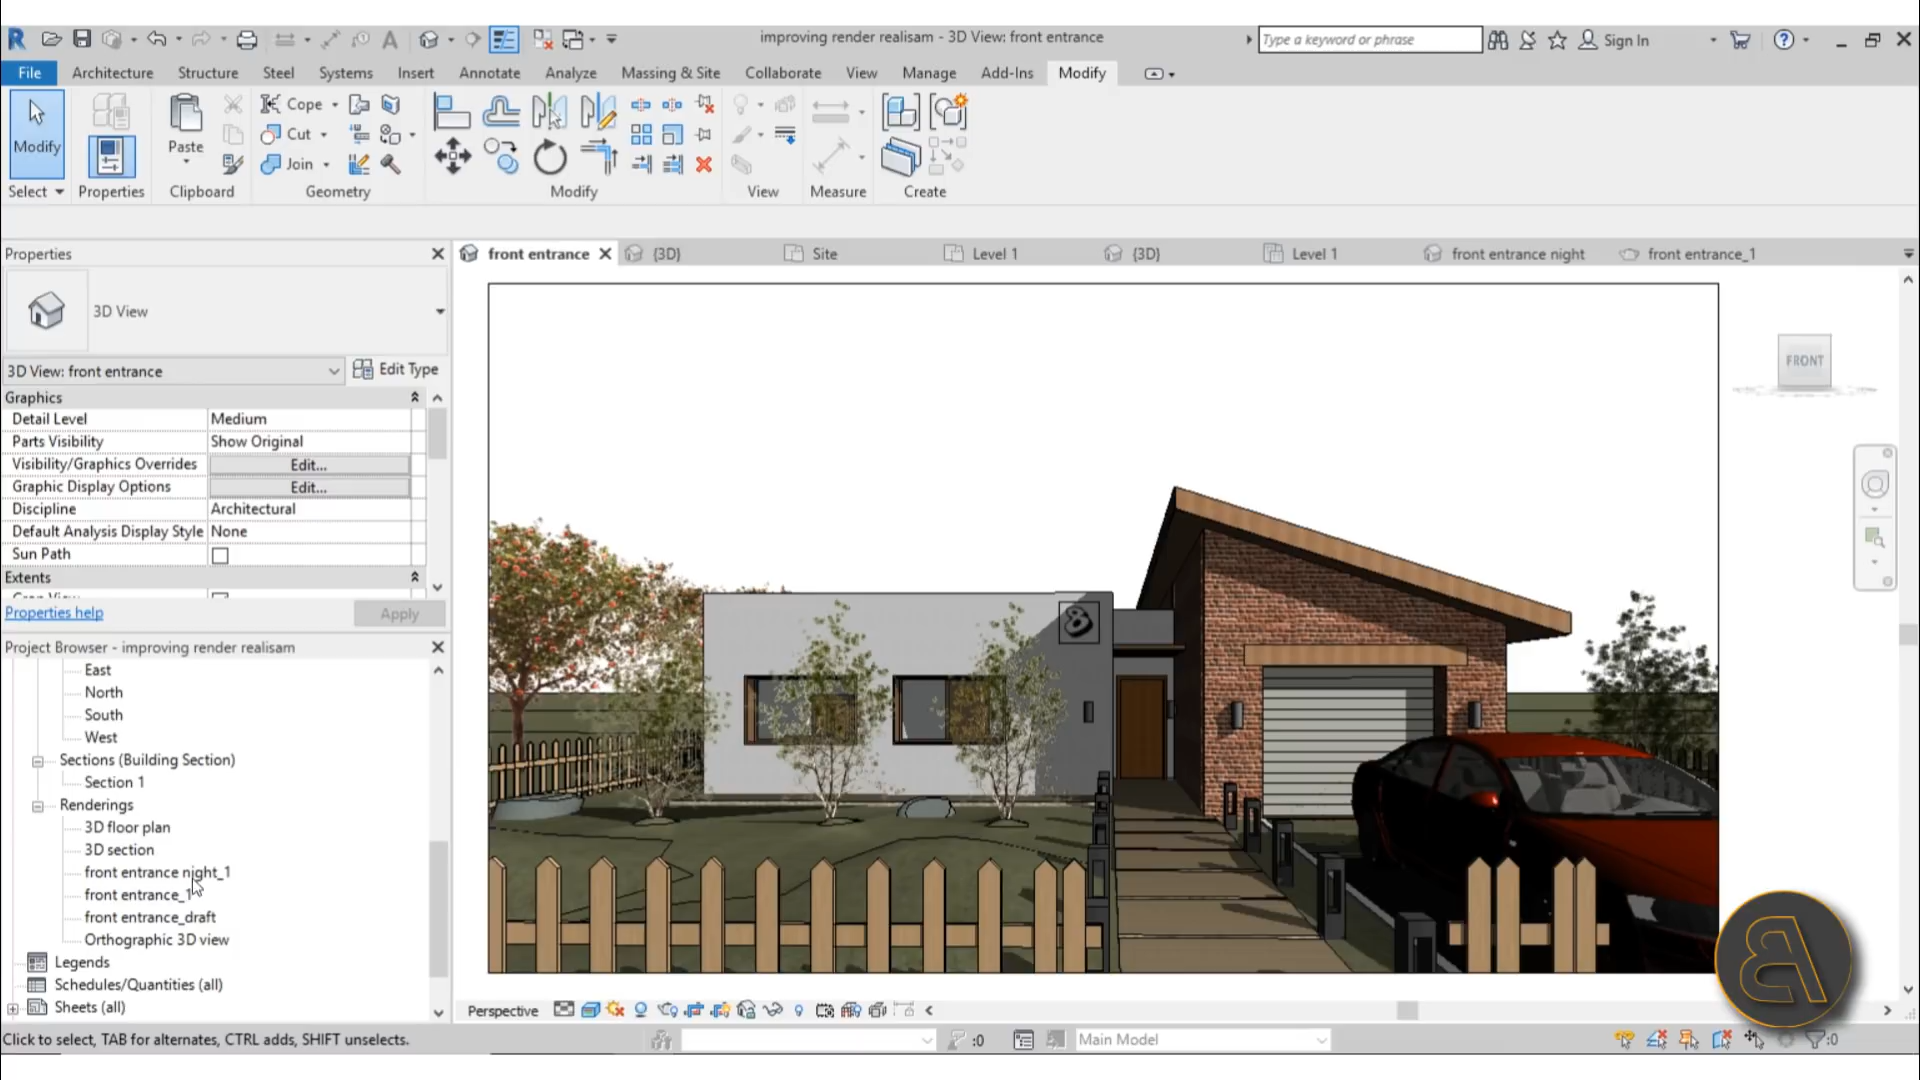 improving render realisam - 3D View: front entrance
Type a keyword or phrase
Sign In
File Architecture Structure Steel Systems Insert Annotate Analyze Massing & Site Collaborate View Manage Add-Ins Modify
Modify
Paste
Cope
Cut
Join
Select Properties Clipboard Geometry Modify View Measure Create
Properties
front entrance {3D} Site Level 1 {3D} Level 1 front entrance night front entrance_1
3D View
3D View: front entrance Edit Type
Graphics
Detail Level Medium
Parts Visibility Show Original
Visibility/Graphics Overrides Edit...
Graphic Display Options Edit...
Discipline Architectural
Default Analysis Display Style None
Sun Path
Extents
Properties help Apply
FRONT
8
Project Browser - improving render realisam
East
North
South
West
Sections (Building Section)
Section 1
Renderings
3D floor plan
3D section
front entrance night_1
front entrance_1
front entrance_draft
Orthographic 3D view
Legends
Schedules/Quantities (all)
Sheets (all)
Perspective
Click to select, TAB for alternates, CTRL adds, SHIFT unselects.
:0
Main Model
:0